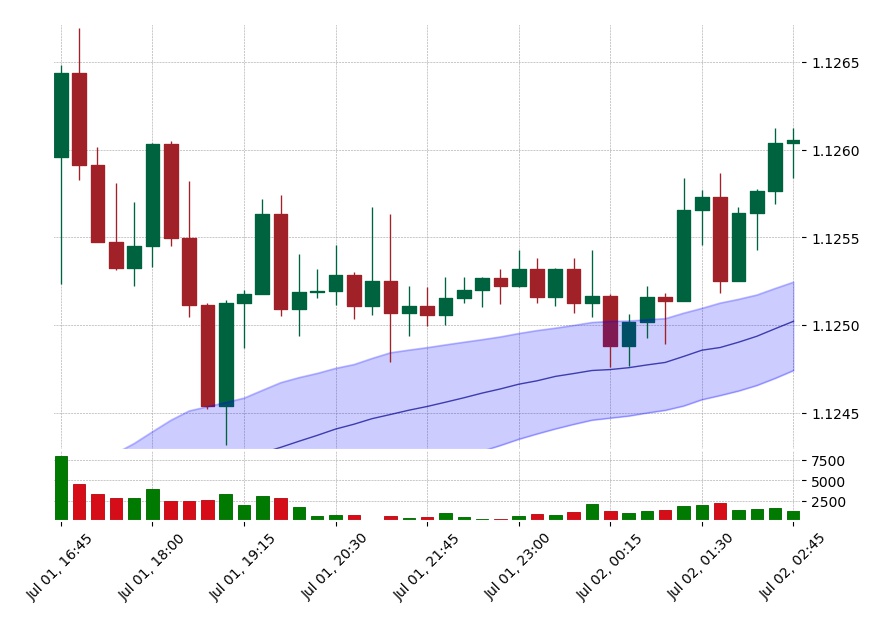 1.1265
1.1260
1.1255
1.1250
1.1245
7500
5000
2500
Jul 01, 16:45
Jul 01, 18:00
Jul 01, 19:15
Jul 01, 20:30
Jul 01, 21:45
Jul 01, 23:00
Jul 02, 00:15
Jul 02, 01:30
Jul 02, 02:45